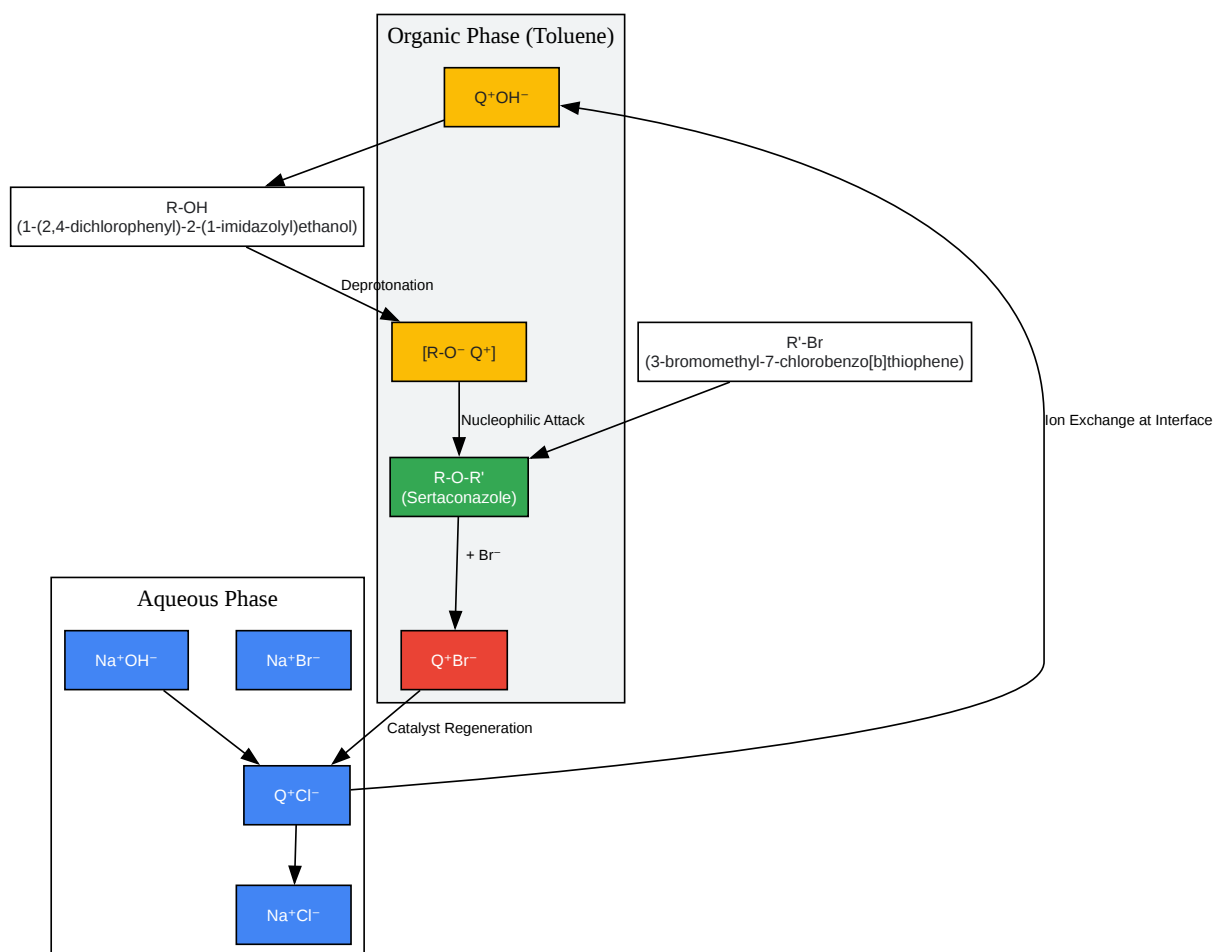 Organic Phase (Toluene)
Q⁺OH⁻
R-OH
(1-(2,4-dichlorophenyl)-2-(1-imidazolyl)ethanol)
Deprotonation
[R-O⁻ Q⁺]
R'-Br
(3-bromomethyl-7-chlorobenzo[b]thiophene)
Nucleophilic Attack
Ion Exchange at Interface
R-O-R'
(Sertaconazole)
+ Br⁻
Aqueous Phase
Na⁺OH⁻
Na⁺Br⁻
Q⁺Br⁻
Catalyst Regeneration
Q⁺Cl⁻
Na⁺Cl⁻